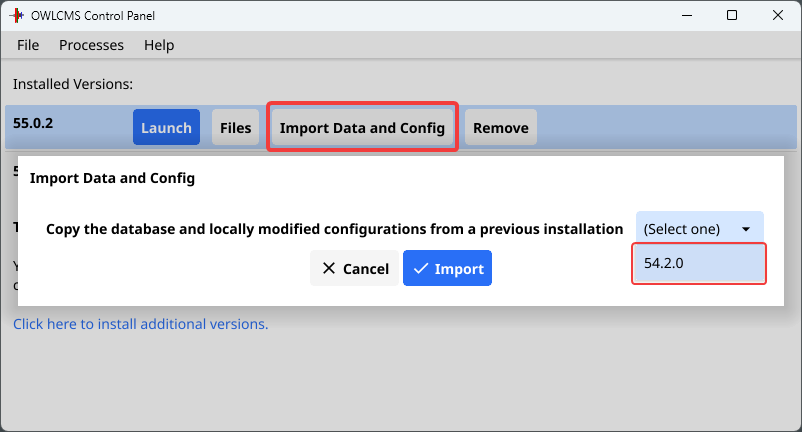 OWLCMS Control Panel
File Processes Help
Installed Versions:
55.0.2 Launch Files Import Data and Config Remove
Import Data and Config
Copy the database and locally modified configurations from a previous installation (Select one)
54.2.0
Cancel Import
Click here to install additional versions.